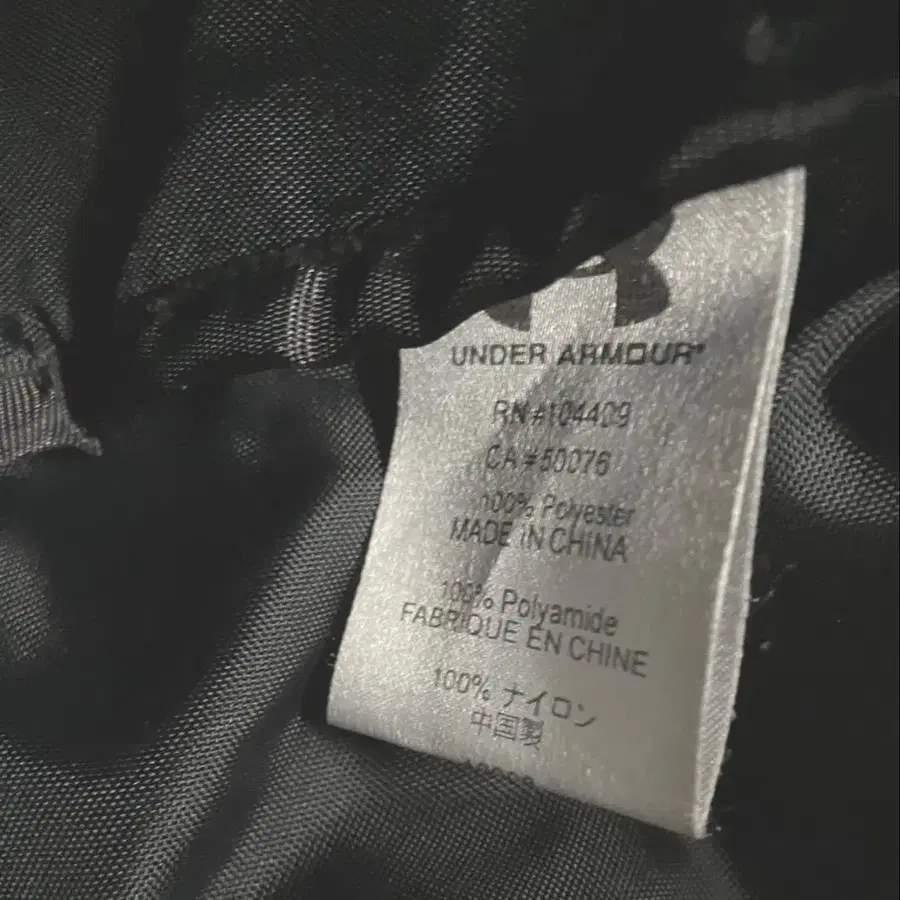 UNDER ARMOUR®
RN#104409
CA#50076
100% Polyester
MADE IN CHINA
100% Polyamide
FABRIQUE EN CHINE
100% ナイロン
中国製